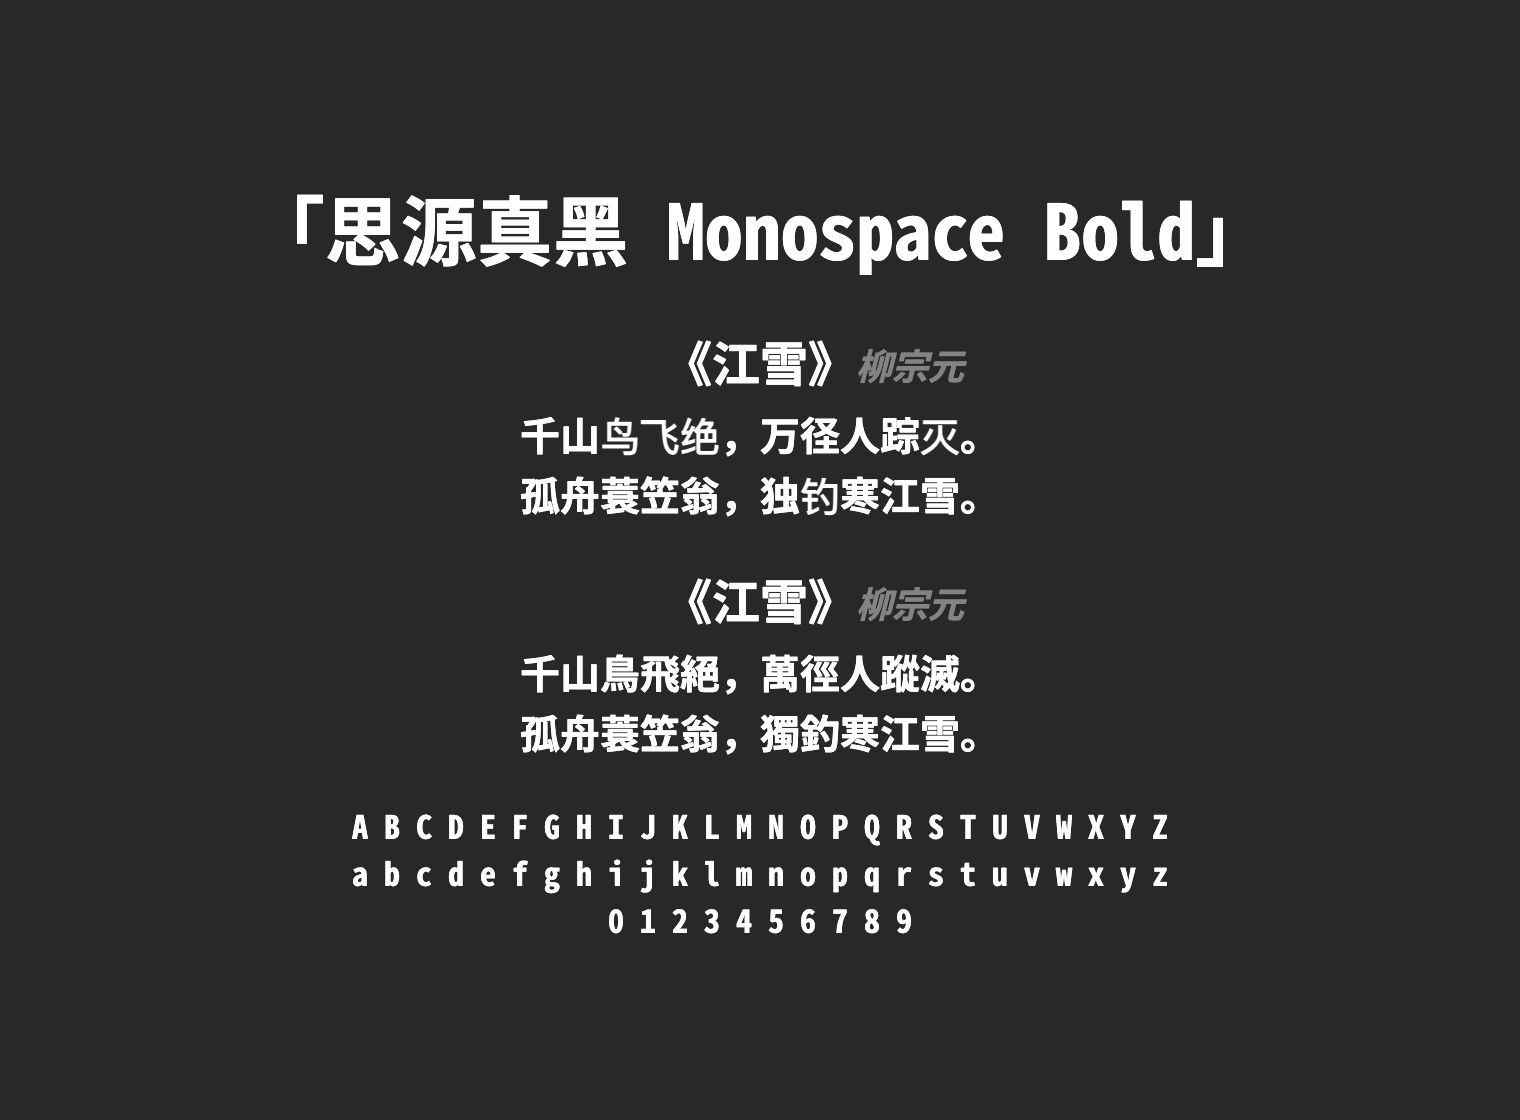 「思源真黑 Monospace Bold」
《江雪》柳宗元
千山鸟飞绝，万径人踪灭。
孤舟蓑笠翁，独钓寒江雪。
《江雪》柳宗元
千山鳥飛絕，萬徑人蹤滅。
孤舟蓑笠翁，獨釣寒江雪。
A B C D E F G H I J K L M N O P Q R S T U V W X Y Z
a b c d e f g h i j k l m n o p q r s t u v w x y z
0 1 2 3 4 5 6 7 8 9